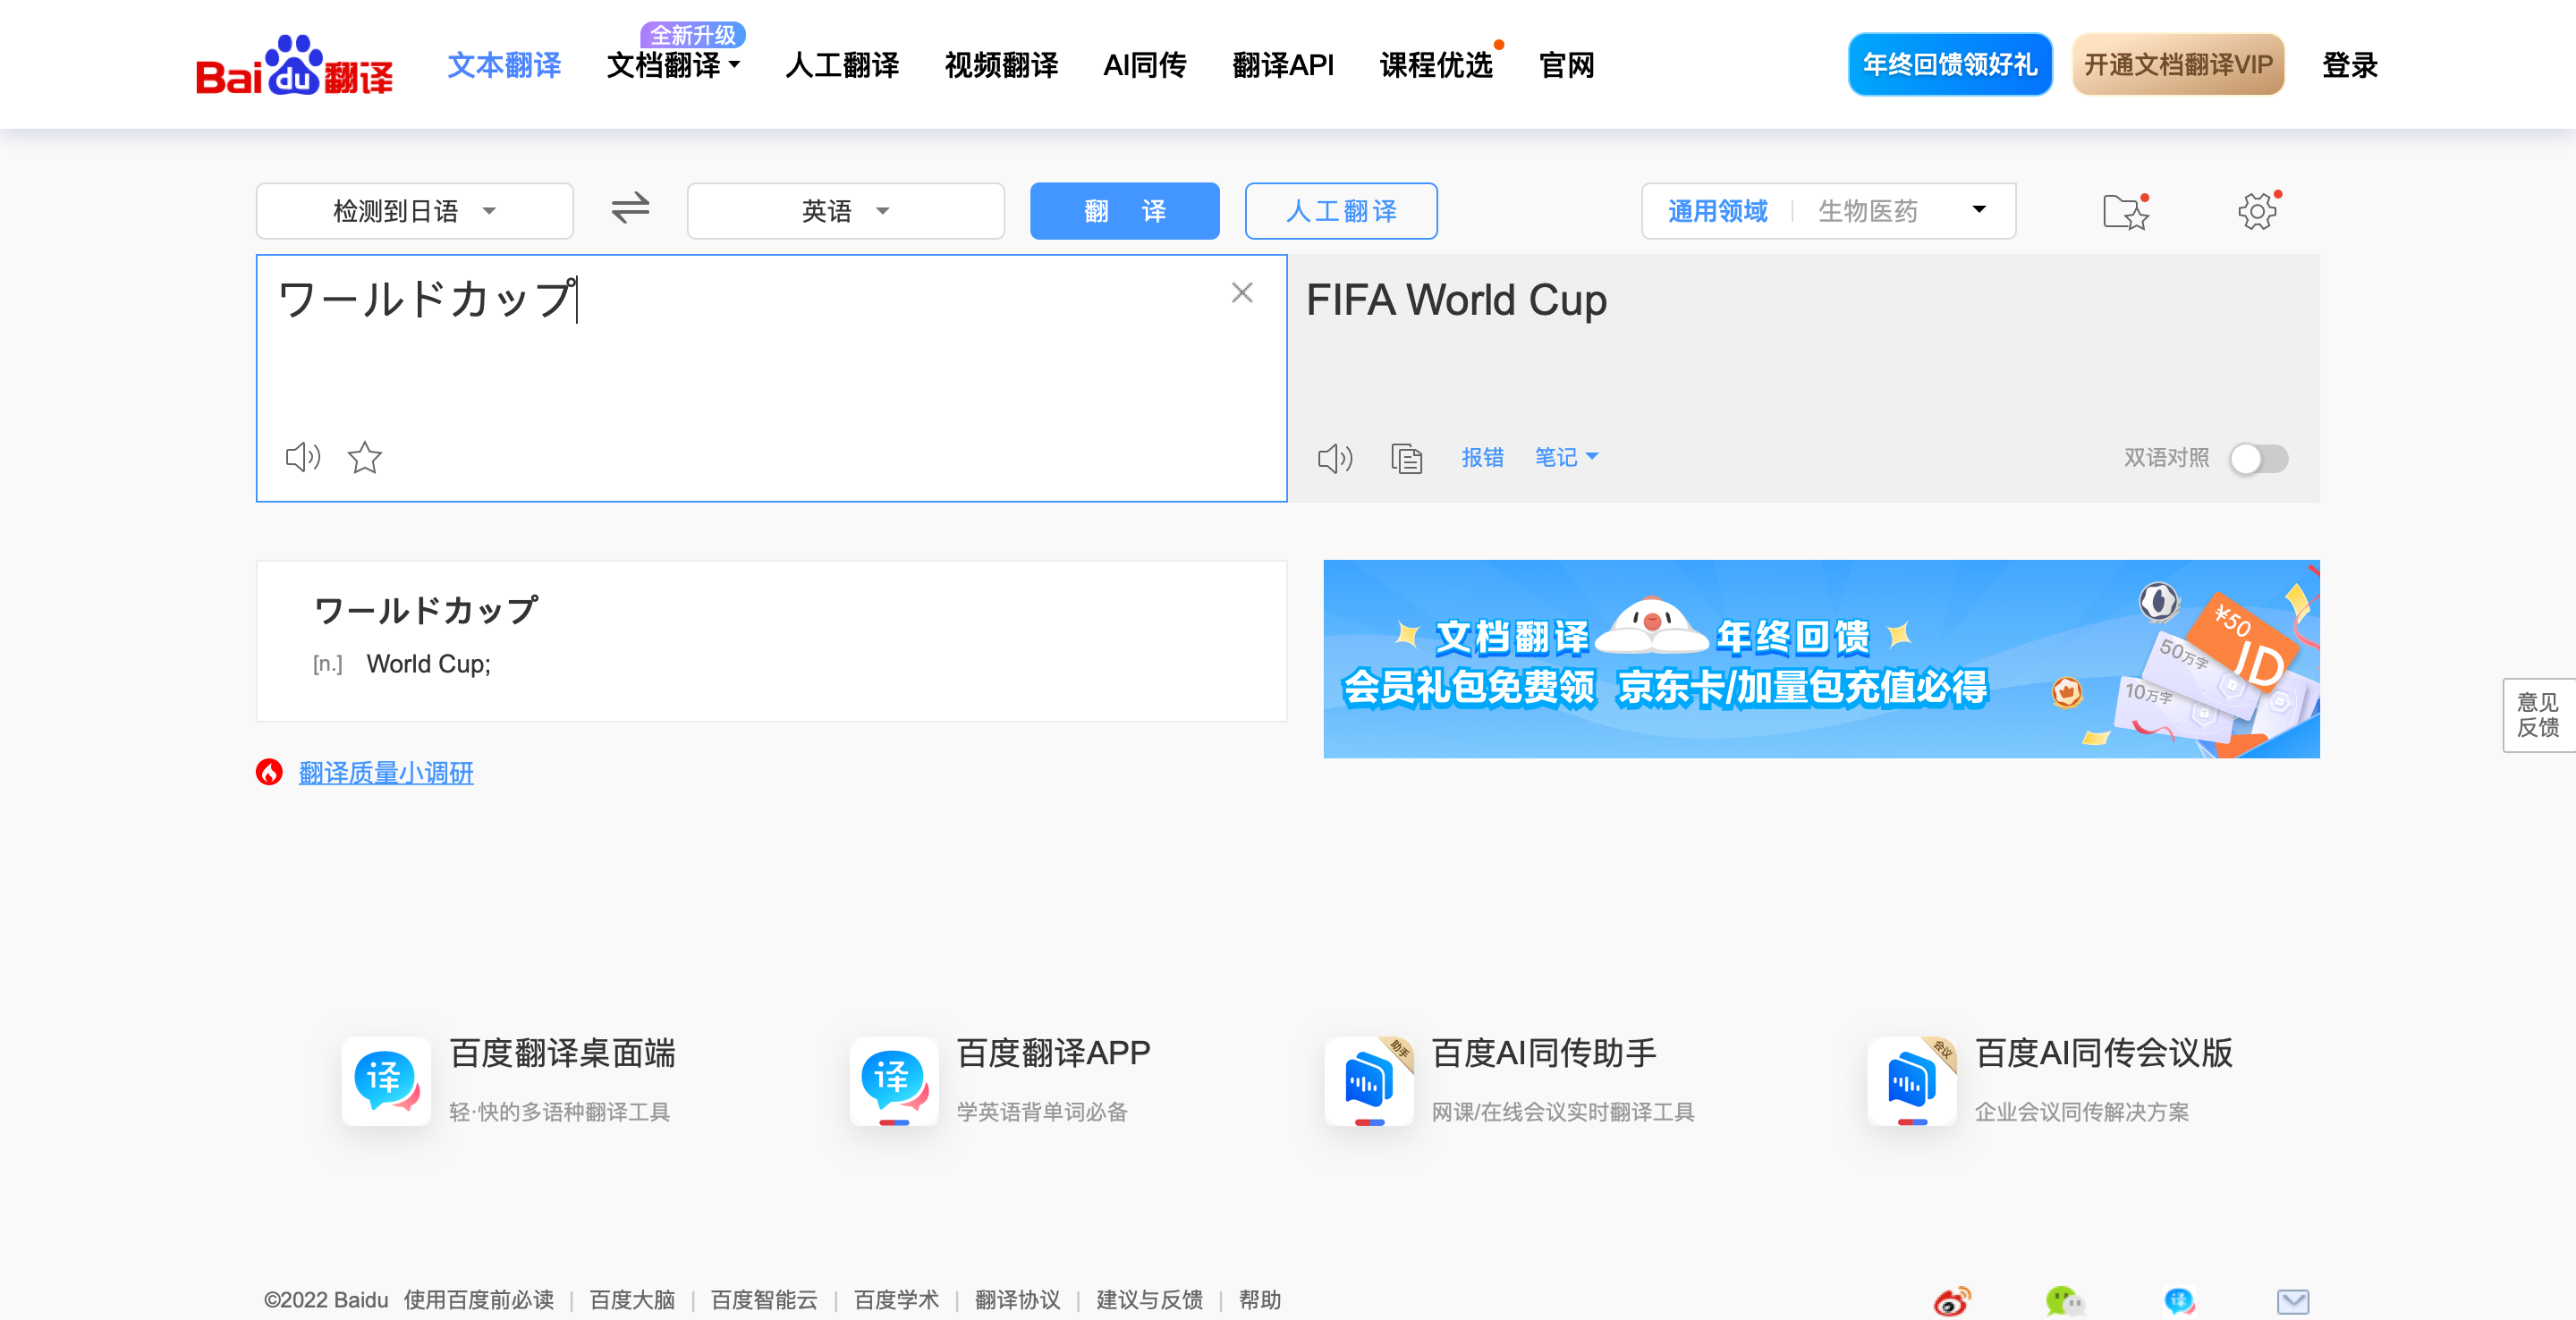 Bai du 翻译
文本翻译
全新升级
文档翻译
人工翻译
视频翻译
AI同传
翻译API
课程优选
官网
年终回馈领好礼
开通文档翻译VIP
登录
检测到日语
英语
翻 译
人工翻译
通用领域
生物医药
ワールドカップ
FIFA World Cup
报错
笔记
双语对照
ワールドカップ
[n.] World Cup;
文档翻译 年终回馈
会员礼包免费领 京东卡/加量包充值必得
¥50
JD
50万字
10万字
意见
反馈
翻译质量小调研
译
百度翻译桌面端
轻·快的多语种翻译工具
译
百度翻译APP
学英语背单词必备
助手
百度AI同传助手
网课/在线会议实时翻译工具
会议
百度AI同传会议版
企业会议同传解决方案
©2022 Baidu 使用百度前必读 | 百度大脑 | 百度智能云 | 百度学术 | 翻译协议 | 建议与反馈 | 帮助
译